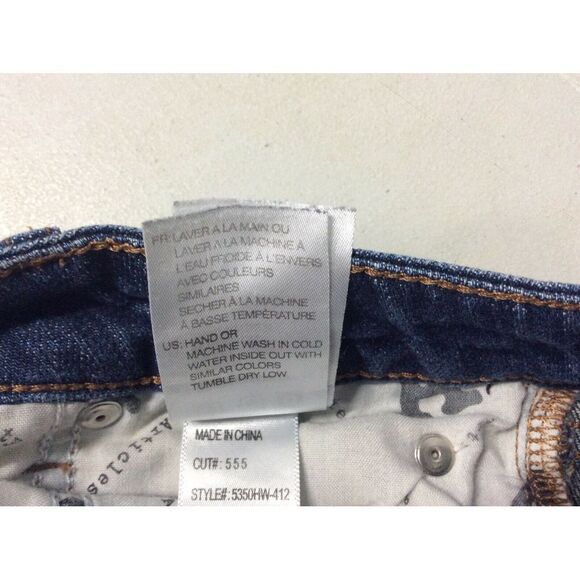 FR: LAVER A LA MAIN OU
LAVER A LA MACHINE À
L'EAU FROIDE À L'ENVERS
AVEC COULEURS
SIMILAIRES
SÉCHER À LA MACHINE
À BASSE TEMPÉRATURE
US: HAND OR
MACHINE WASH IN COLD
WATER INSIDE OUT WITH
SIMILAR COLORS
TUMBLE DRY LOW
MADE IN CHINA
CUT#: 555
STYLE#: 5350HW-412
Articles